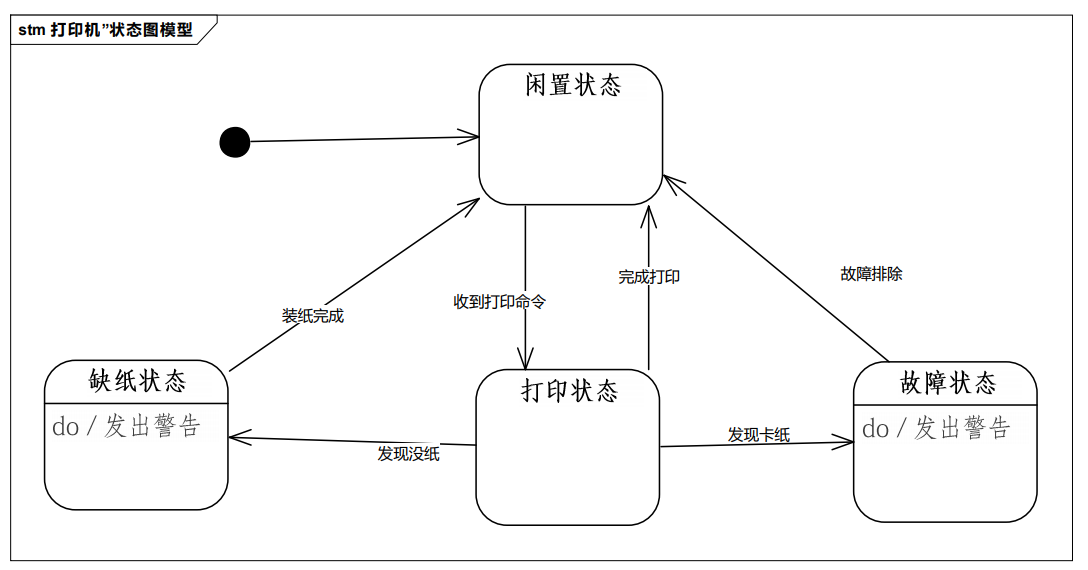 stm 打印机”状态图模型
闲置状态
完成打印
故障排除
收到打印命令
装纸完成
缺纸状态
do / 发出警告
打印状态
故障状态
do / 发出警告
发现没纸
发现卡纸